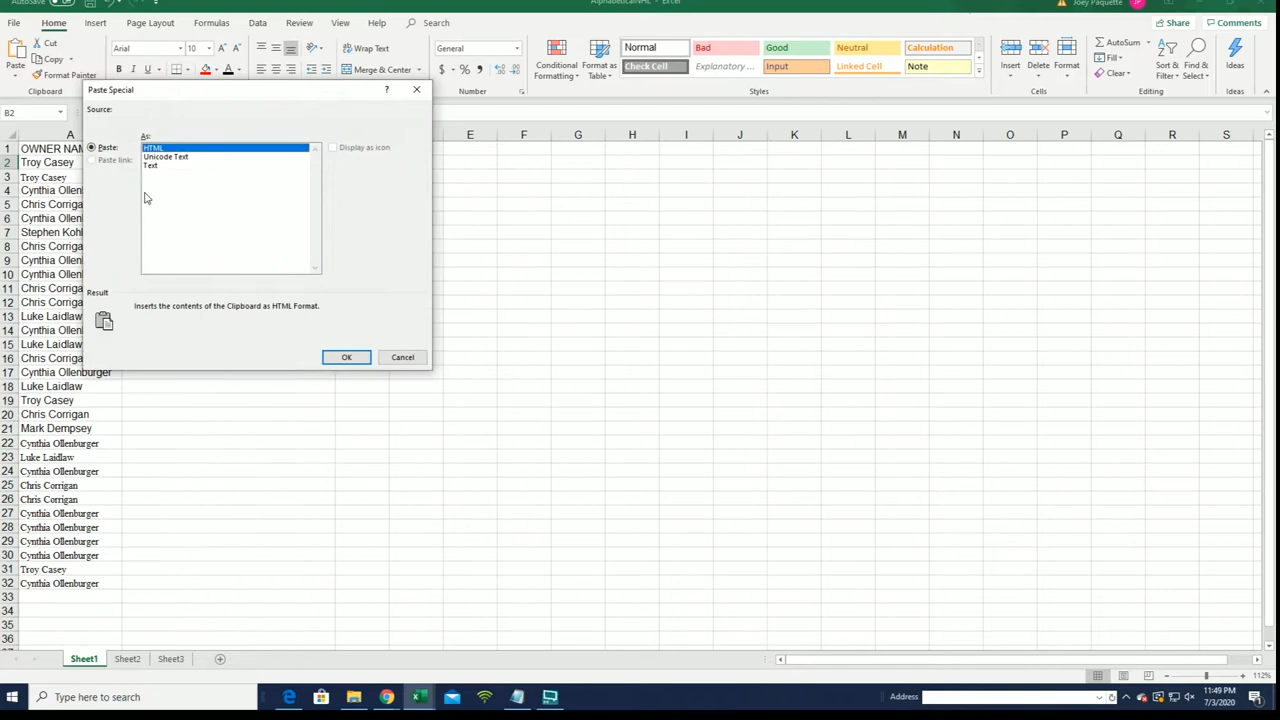 AutoSave
AlphabeticalNHL - Excel
Joey Paquette
File Home Insert Page Layout Formulas Data Review View Help Search
Share Comments
Paste
Cut
Copy
Format Painter
Clipboard
Arial 10
B I U
Wrap Text
Merge & Center
General
$ % 9
Number
Conditional Formatting
Format as Table
Normal Bad Good Neutral Calculation
Check Cell Explanatory ... Input Linked Cell Note
Styles
Insert Delete Format
Cells
AutoSum
Fill
Clear
Sort & Filter
Find & Select
Editing
Ideas
Ideas
B2
Paste Special
?
Source:
As:
Paste:
Paste link:
HTML
Unicode Text
Text
Display as icon
Result
Inserts the contents of the Clipboard as HTML Format.
OK Cancel
A E F G H I J K L M N O P Q R S
1 OWNER NAM
2 Troy Casey
3 Troy Casey
4 Cynthia Ollen
5 Chris Corriga
6 Cynthia Ollen
7 Stephen Kohl
8 Chris Corriga
9 Cynthia Ollen
10 Cynthia Ollen
11 Chris Corriga
12 Chris Corriga
13 Luke Laidlaw
14 Cynthia Ollen
15 Luke Laidlaw
16 Chris Corriga
17 Cynthia Ollenburger
18 Luke Laidlaw
19 Troy Casey
20 Chris Corrigan
21 Mark Dempsey
22 Cynthia Ollenburger
23 Luke Laidlaw
24 Cynthia Ollenburger
25 Chris Corrigan
26 Chris Corrigan
27 Cynthia Ollenburger
28 Cynthia Ollenburger
29 Cynthia Ollenburger
30 Cynthia Ollenburger
31 Troy Casey
32 Cynthia Ollenburger
33
34
35
36
Sheet1 Sheet2 Sheet3
112%
Type here to search
Address
11:49 PM
7/3/2020